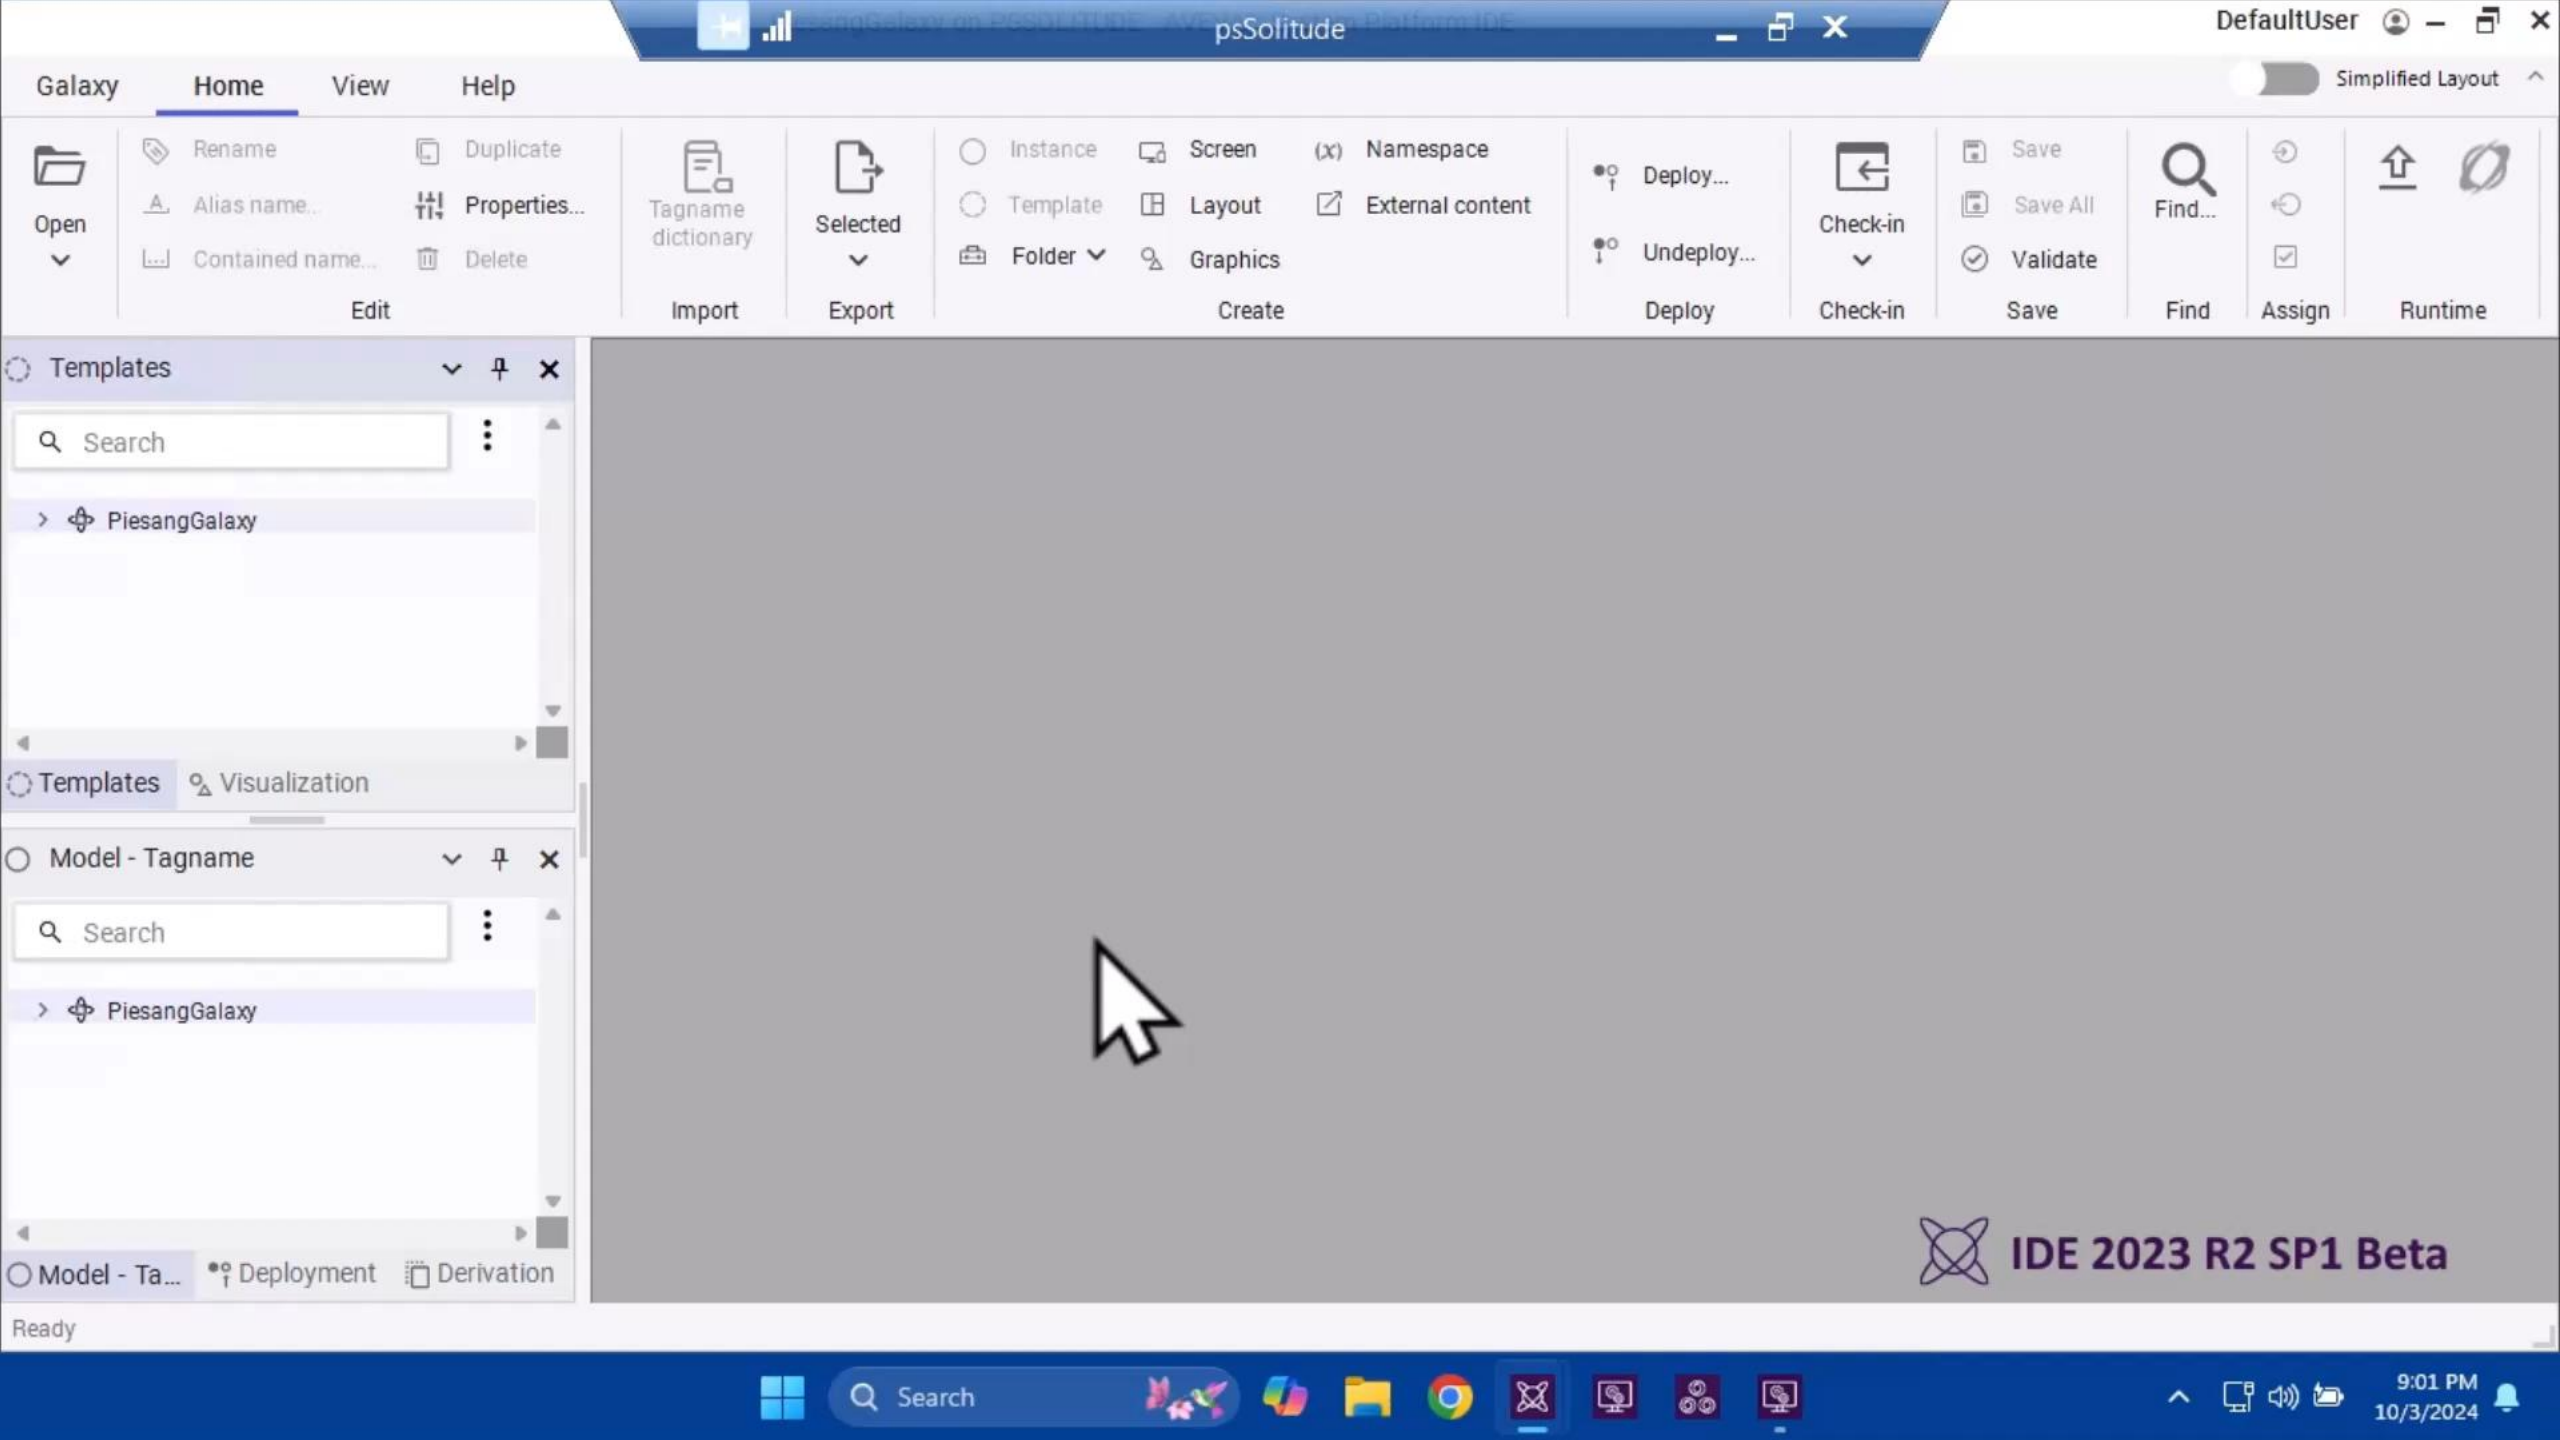 psSolitude
DefaultUser
Galaxy Home View Help
Simplified Layout
Open
Rename
Alias name...
Contained name...
Duplicate
Properties...
Delete
Edit
Tagname
dictionary
Import
Selected
Export
Instance
Template
Folder
Screen
Layout
Graphics
Namespace
External content
Create
Deploy...
Undeploy...
Deploy
Check-in
Check-in
Save
Save All
Validate
Save
Find...
Find
Assign
Runtime
Templates
Search
PiesangGalaxy
Templates Visualization
Model - Tagname
Search
PiesangGalaxy
Model - Ta... Deployment Derivation
IDE 2023 R2 SP1 Beta
Ready
Search
9:01 PM
10/3/2024